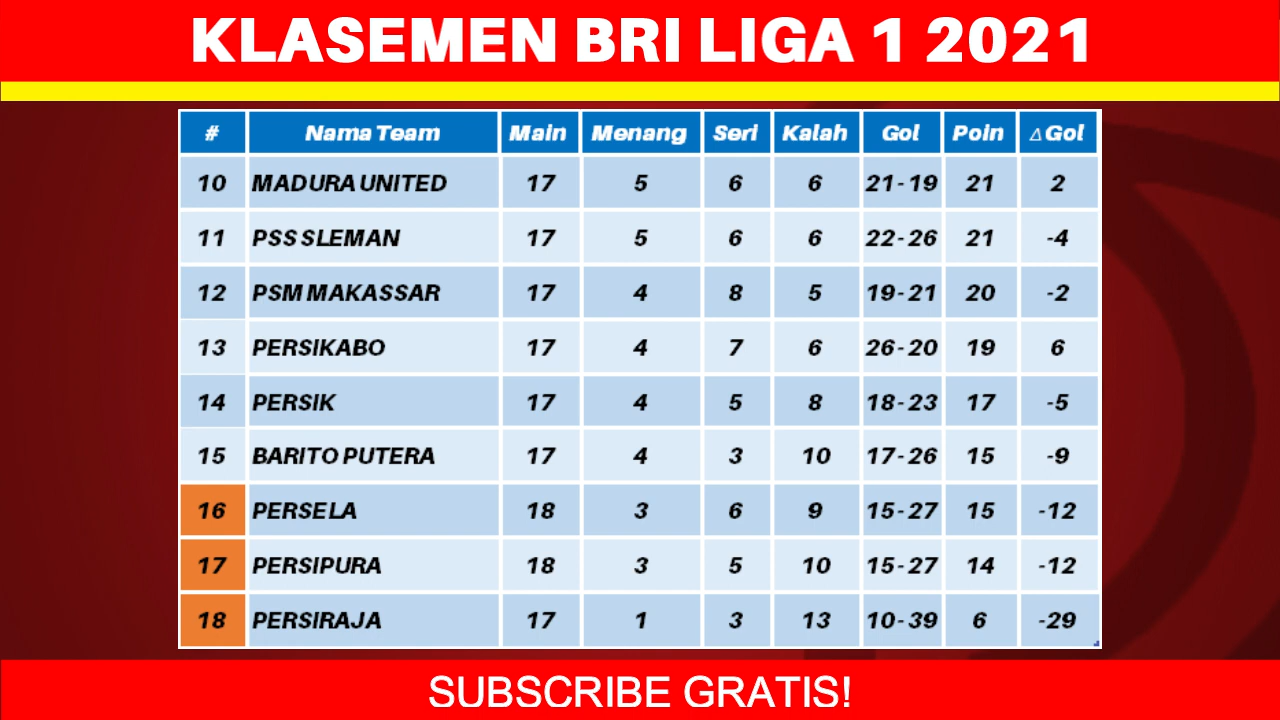 KLASEMEN BRI LIGA 1 2021
# Nama Team Main Menang Seri Kalah Gol Poin △Gol
10 MADURA UNITED 17 5 6 6 21-19 21 2
11 PSS SLEMAN 17 5 6 6 22-26 21 -4
12 PSM MAKASSAR 17 4 8 5 19-21 20 -2
13 PERSIKABO 17 4 7 6 26-20 19 6
14 PERSIK 17 4 5 8 18-23 17 -5
15 BARITO PUTERA 17 4 3 10 17-26 15 -9
16 PERSELA 18 3 6 9 15-27 15 -12
17 PERSIPURA 18 3 5 10 15-27 14 -12
18 PERSIRAJA 17 1 3 13 10-39 6 -29
SUBSCRIBE GRATIS!